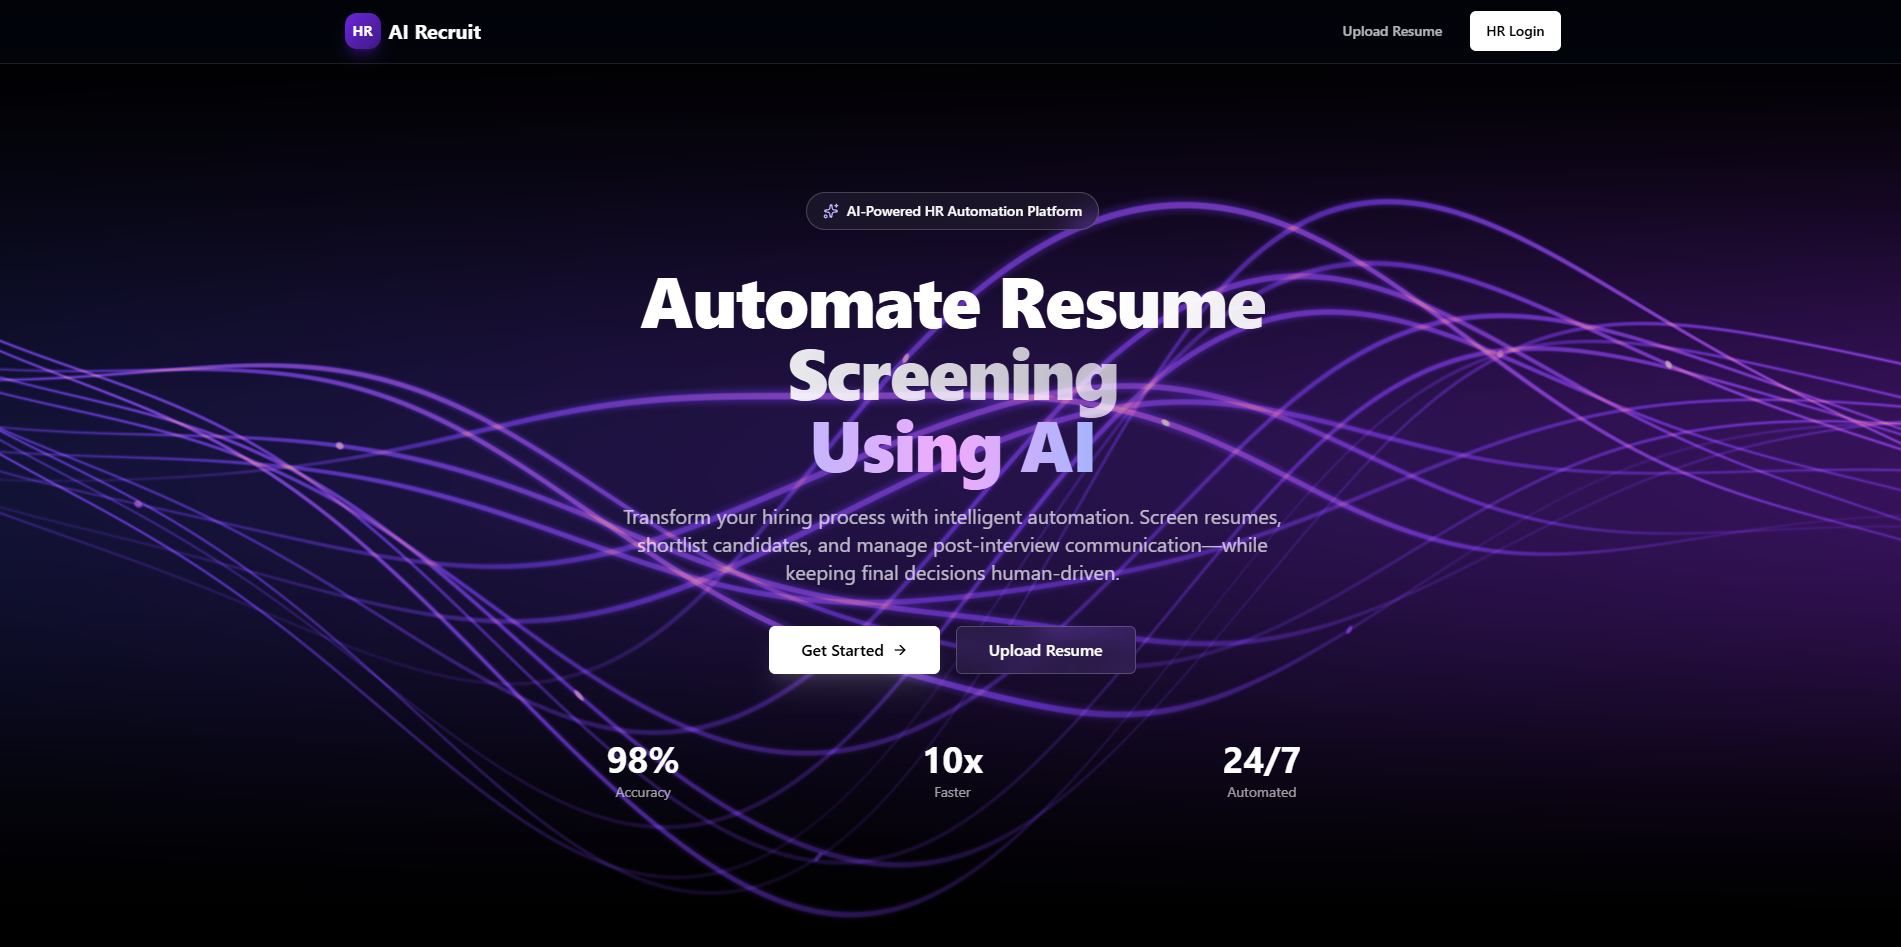 HR AI Recruit
Upload Resume
HR Login
AI-Powered HR Automation Platform
Automate Resume
Screening
Using AI
Transform your hiring process with intelligent automation. Screen resumes,
shortlist candidates, and manage post-interview communication—while
keeping final decisions human-driven.
Get Started →
Upload Resume
98%
Accuracy
10x
Faster
24/7
Automated